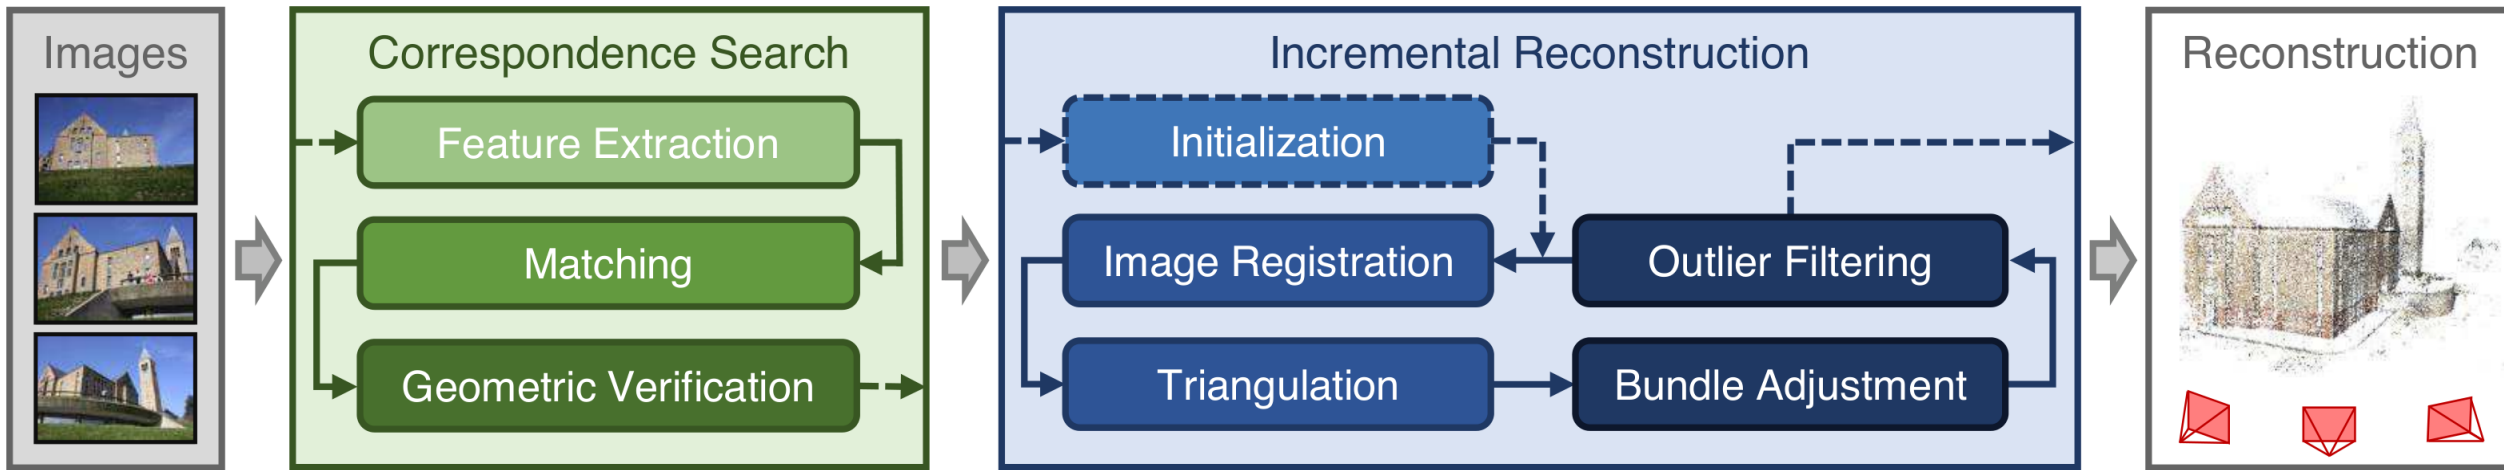 Images
Correspondence Search
Feature Extraction
Matching
Geometric Verification
Incremental Reconstruction
Initialization
Image Registration
Outlier Filtering
Triangulation
Bundle Adjustment
Reconstruction